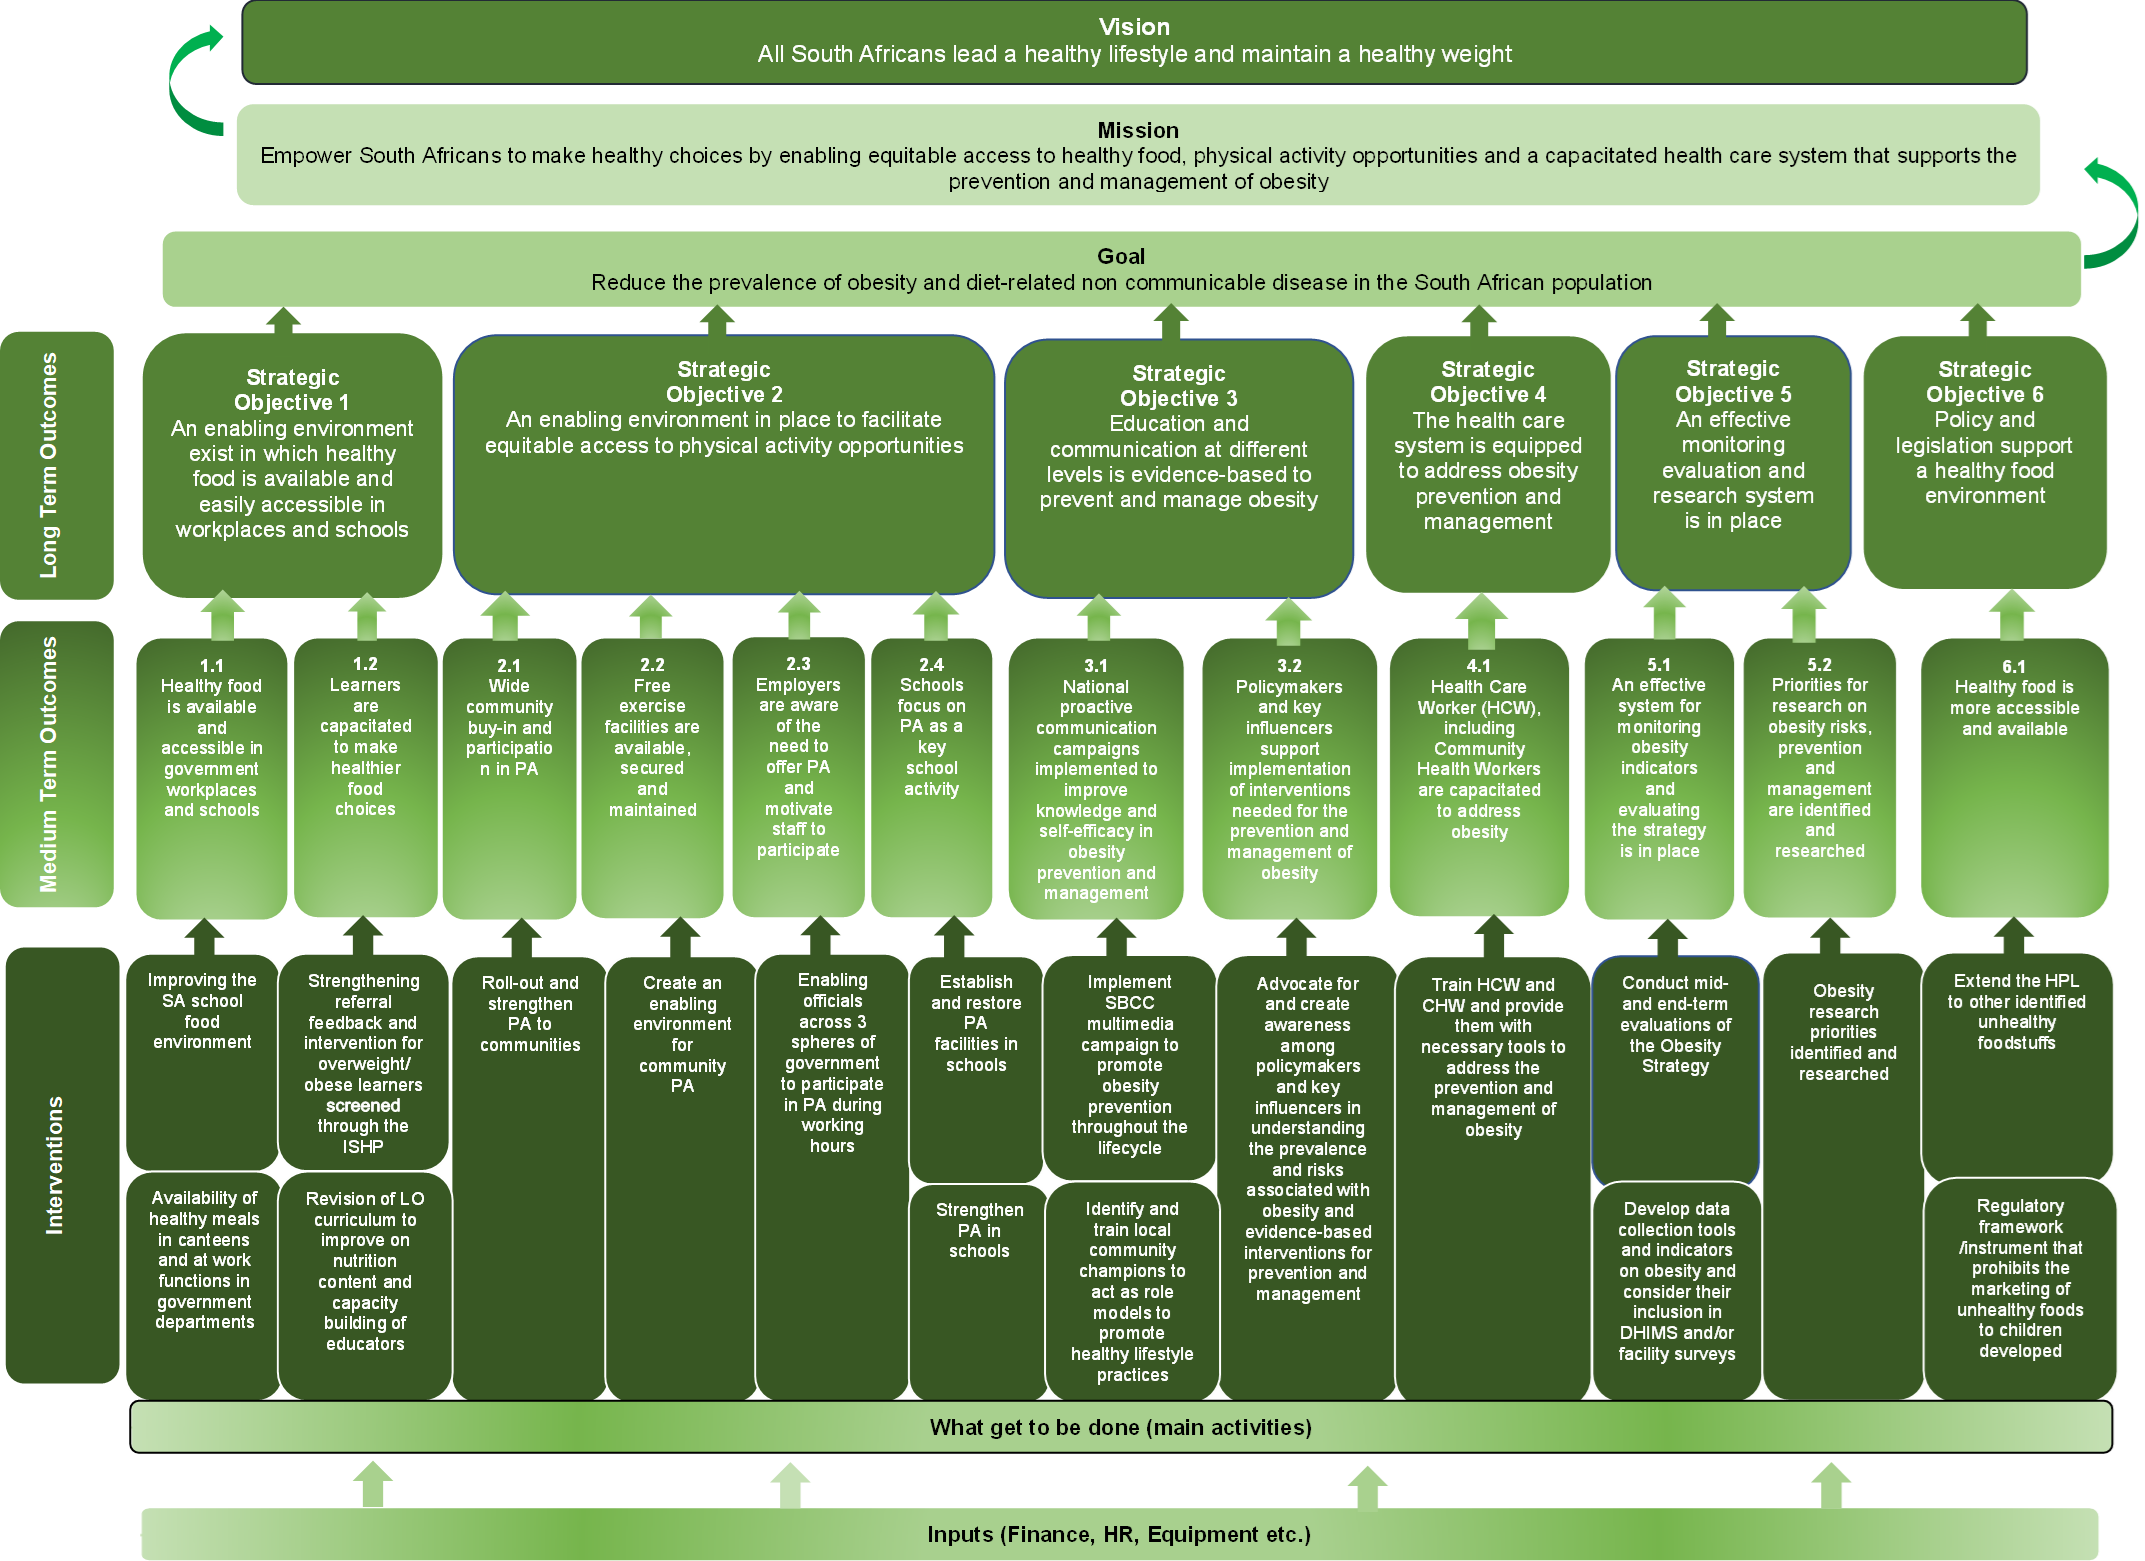 Vision
All South Africans lead a healthy lifestyle and maintain a healthy weight
Mission
Empower South Africans to make healthy choices by enabling equitable access to healthy food, physical activity opportunities and a capacitated health care system that supports the
prevention and management of obesity
Goal
Reduce the prevalence of obesity and diet-related non communicable disease in the South African population
Long Term Outcomes
Strategic
Objective 1
An enabling environment
exist in which healthy
food is available and
easily accessible in
workplaces and schools
Strategic
Objective 2
An enabling environment in place to facilitate
equitable access to physical activity opportunities
Strategic
Objective 3
Education and
communication at different
levels is evidence-based to
prevent and manage obesity
Strategic
Objective 4
The health care
system is equipped
to address obesity
prevention and
management
Strategic
Objective 5
An effective
monitoring
evaluation and
research system
is in place
Strategic
Objective 6
Policy and
legislation support
a healthy food
environment
Medium Term Outcomes
1.1
Healthy food
is available
and
accessible in
government
workplaces
and schools
1.2
Learners
are
capacitated
to make
healthier
food
choices
2.1
Wide
community
buy-in and
participatio
n in PA
2.2
Free
exercise
facilities are
available,
secured
and
maintained
2.3
Employers
are aware
of the
need to
offer PA
and
motivate
staff to
participate
2.4
Schools
focus on
PA as a
key
school
activity
3.1
National
proactive
communication
campaigns
implemented to
improve
knowledge and
self-efficacy in
obesity
prevention and
management
3.2
Policymakers
and key
influencers
support
implementation
of interventions
needed for the
prevention and
management of
obesity
4.1
Health Care
Worker (HCW),
including
Community
Health Workers
are capacitated
to address
obesity
5.1
An effective
system for
monitoring
obesity
indicators
and
evaluating
the strategy
is in place
5.2
Priorities for
research on
obesity risks,
prevention
and
management
are identified
and
researched
6.1
Healthy food is
more accessible
and available
Interventions
Improving the
SA school
food
environment
Availability of
healthy meals
in canteens
and at work
functions in
government
departments
Strengthening
referral
feedback and
intervention for
overweight/
obese learners
screened
through the
ISHP
Revision of LO
curriculum to
improve on
nutrition
content and
capacity
building of
educators
Roll-out and
strengthen
PA to
communities
Create an
enabling
environment
for
community
PA
Enabling
officials
across 3
spheres of
government
to participate
in PA during
working
hours
Establish
and restore
PA
facilities in
schools
Strengthen
PA in
schools
Implement
SBCC
multimedia
campaign to
promote
obesity
prevention
throughout the
lifecycle
Identify and
train local
community
champions to
act as role
models to
promote
healthy lifestyle
practices
Advocate for
and create
awareness
among
policymakers
and key
influencers in
understanding
the prevalence
and risks
associated with
obesity and
evidence-based
interventions for
prevention and
management
Train HCW and
CHW and provide
them with
necessary tools to
address the
prevention and
management of
obesity
Conduct mid-
and end-term
evaluations of
the Obesity
Strategy
Develop data
collection tools
and indicators
on obesity and
consider their
inclusion in
DHIMS and/or
facility surveys
Obesity
research
priorities
identified and
researched
Extend the HPL
to other identified
unhealthy
foodstuffs
Regulatory
framework
/instrument that
prohibits the
marketing of
unhealthy foods
to children
developed
What get to be done (main activities)
Inputs (Finance, HR, Equipment etc.)